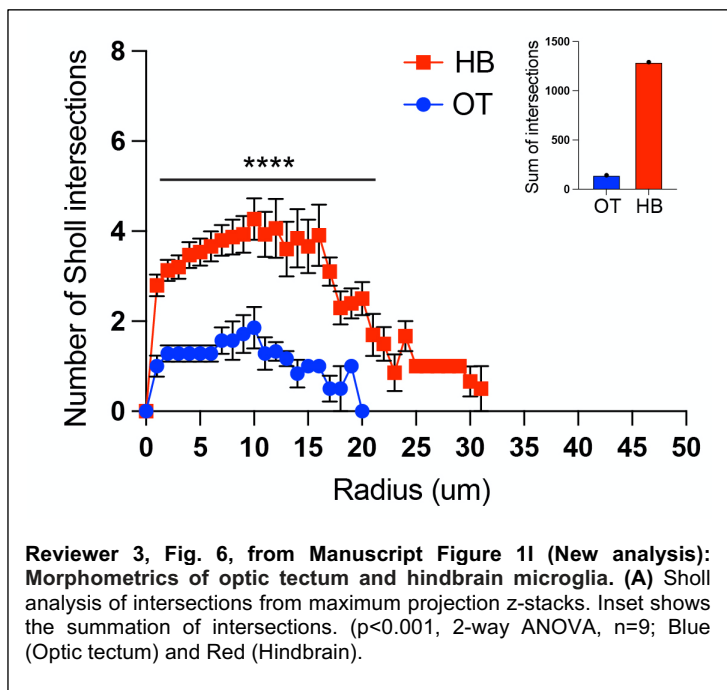 8
6
4
2
0
Number of Sholl intersections
****
HB
OT
1500
1000
500
0
Sum of intersections
OT HB
0 5 10 15 20 25 30 35 40 45 50
Radius (um)
Reviewer 3, Fig. 6, from Manuscript Figure 1I (New analysis):
Morphometrics of optic tectum and hindbrain microglia. (A) Sholl
analysis of intersections from maximum projection z-stacks. Inset shows
the summation of intersections. (p<0.001, 2-way ANOVA, n=9; Blue
(Optic tectum) and Red (Hindbrain).